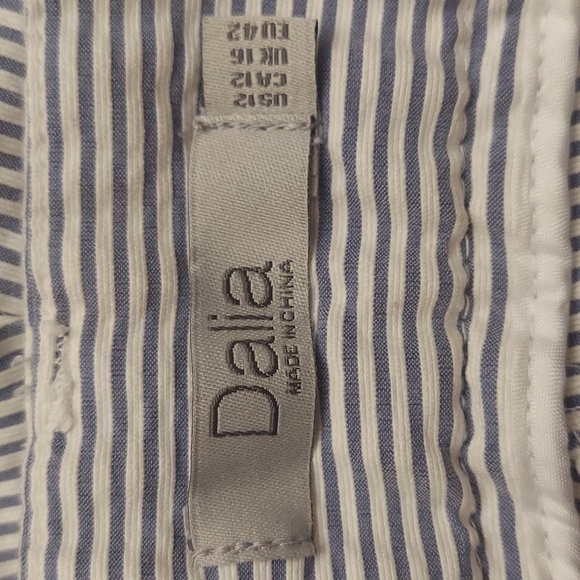 Dalia
MADE IN CHINA
US12
CA12
UK16
EU42